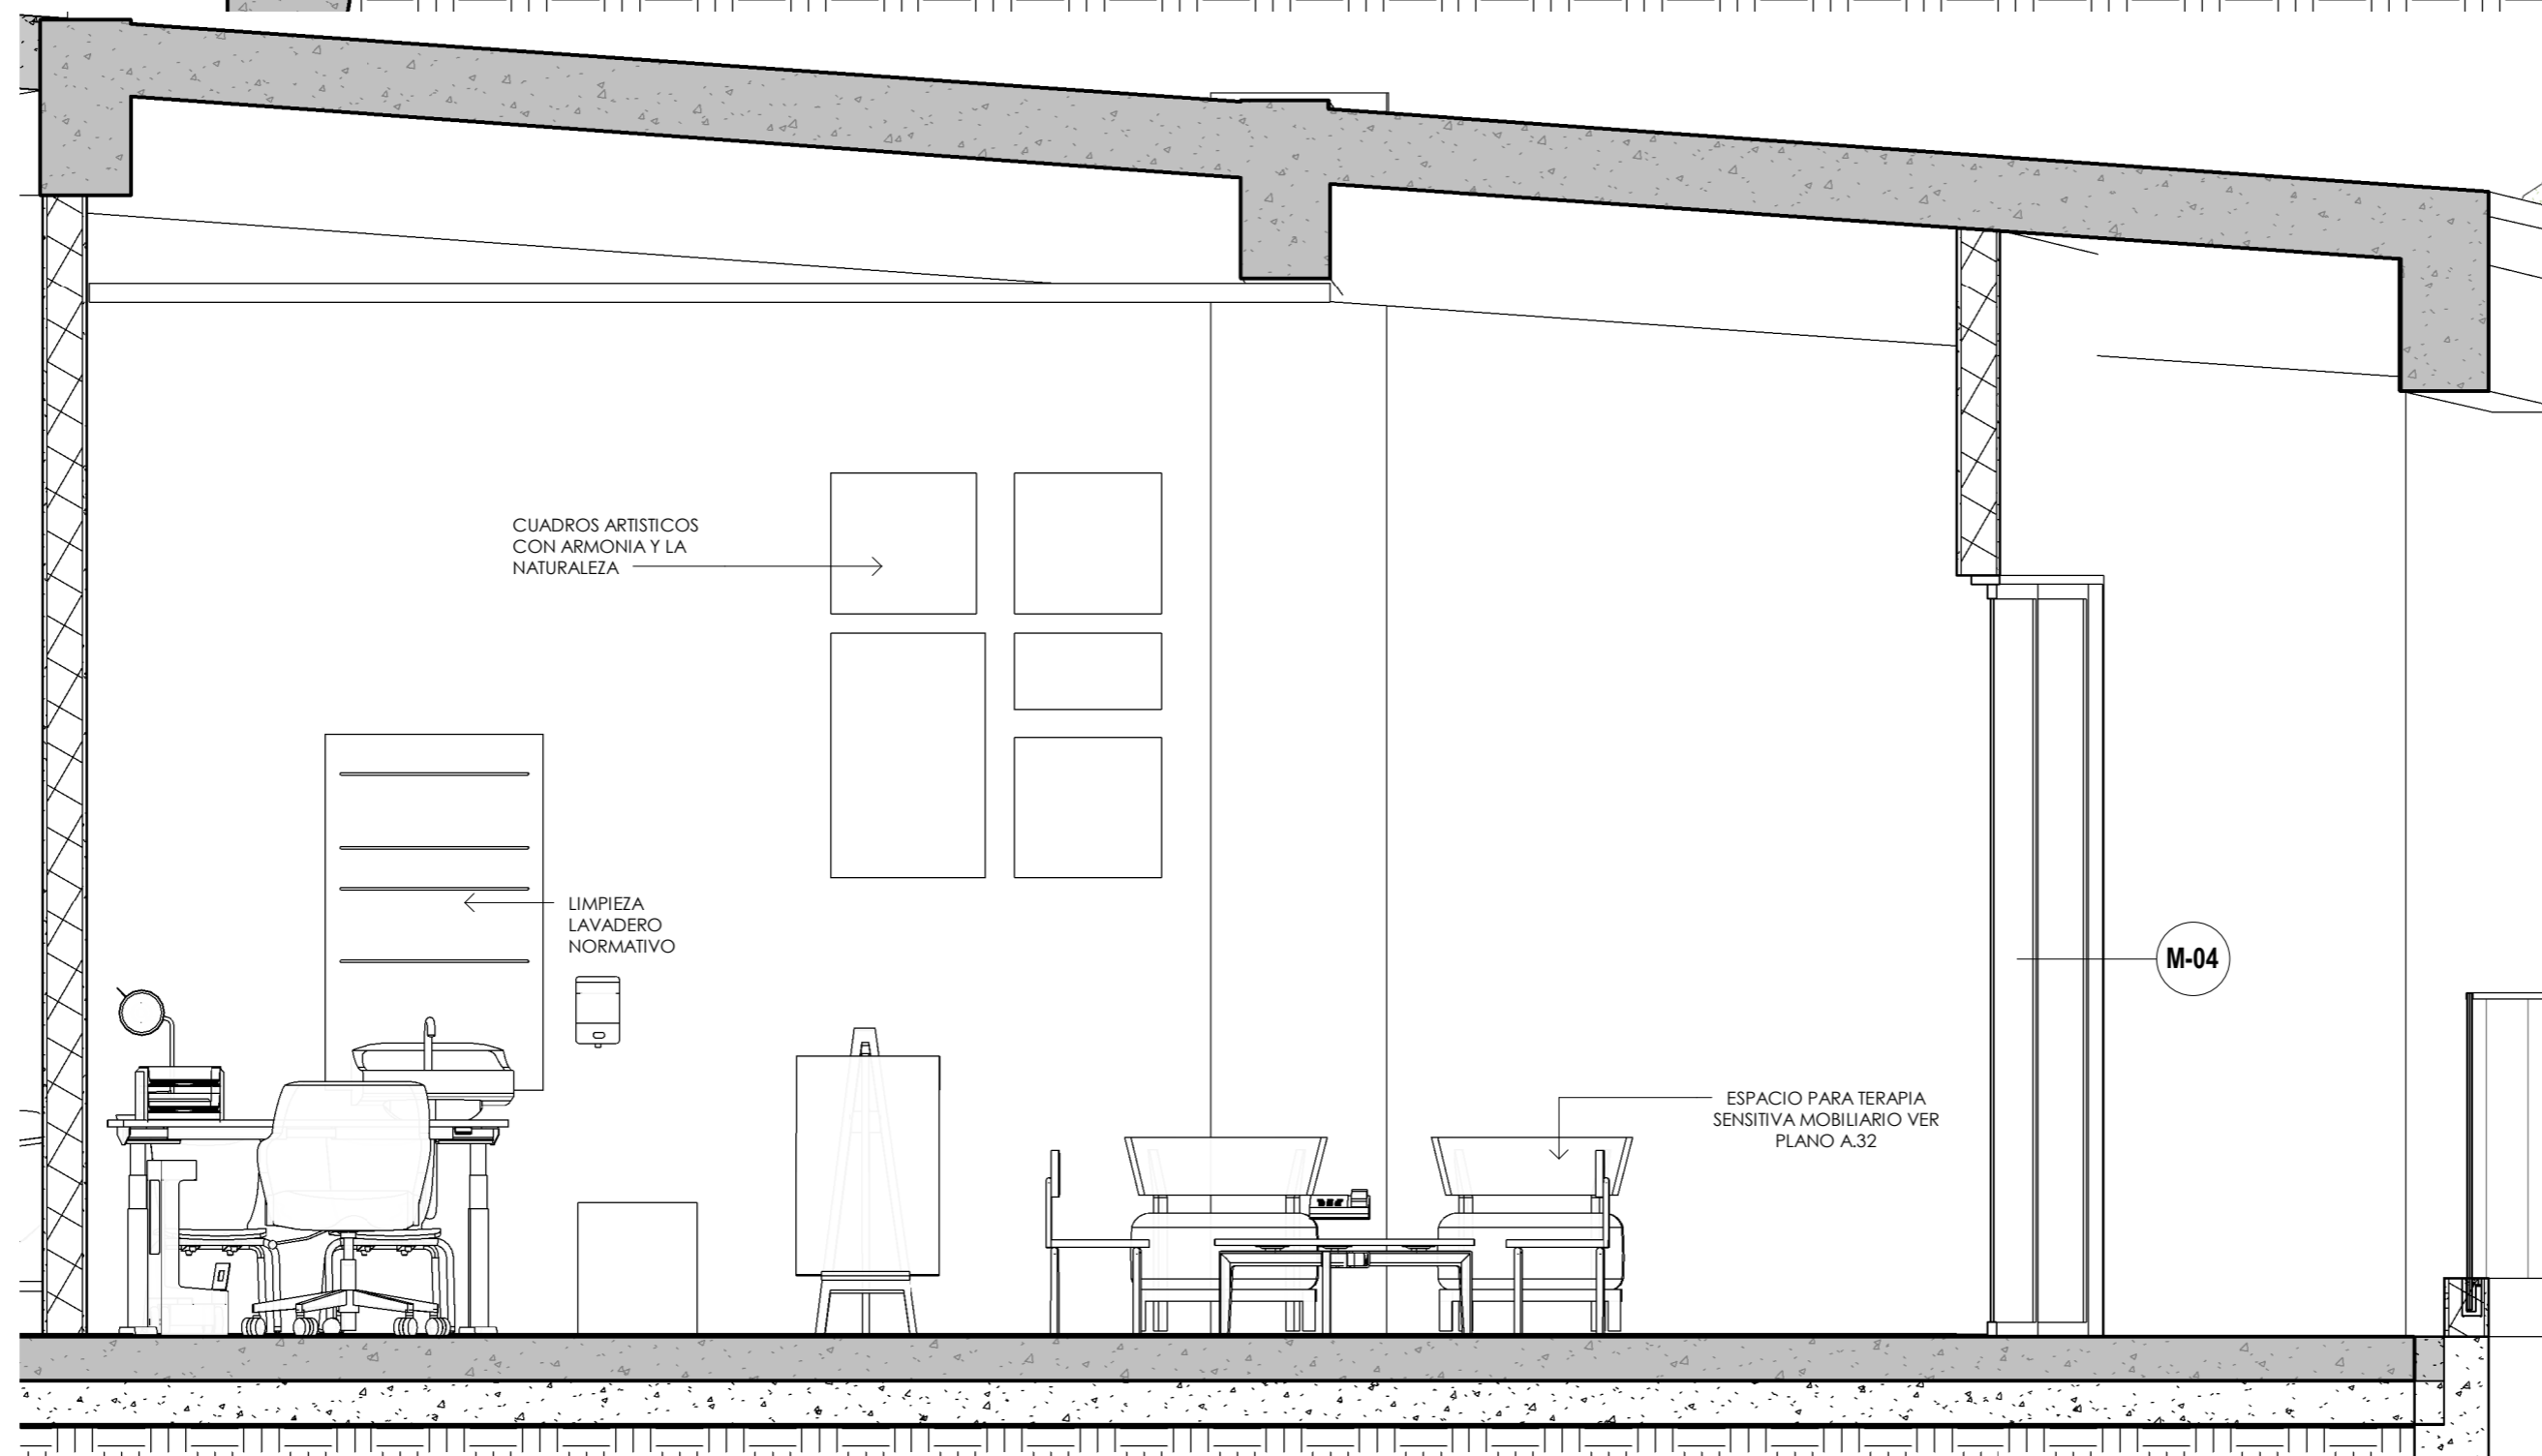 CUADROS ARTISTICOS
CON ARMONIA Y LA
NATURALEZA
LIMPIEZA
LAVADERO
NORMATIVO
M-04
ESPACIO PARA TERAPIA
SENSITIVA MOBILIARIO VER
PLANO A.32